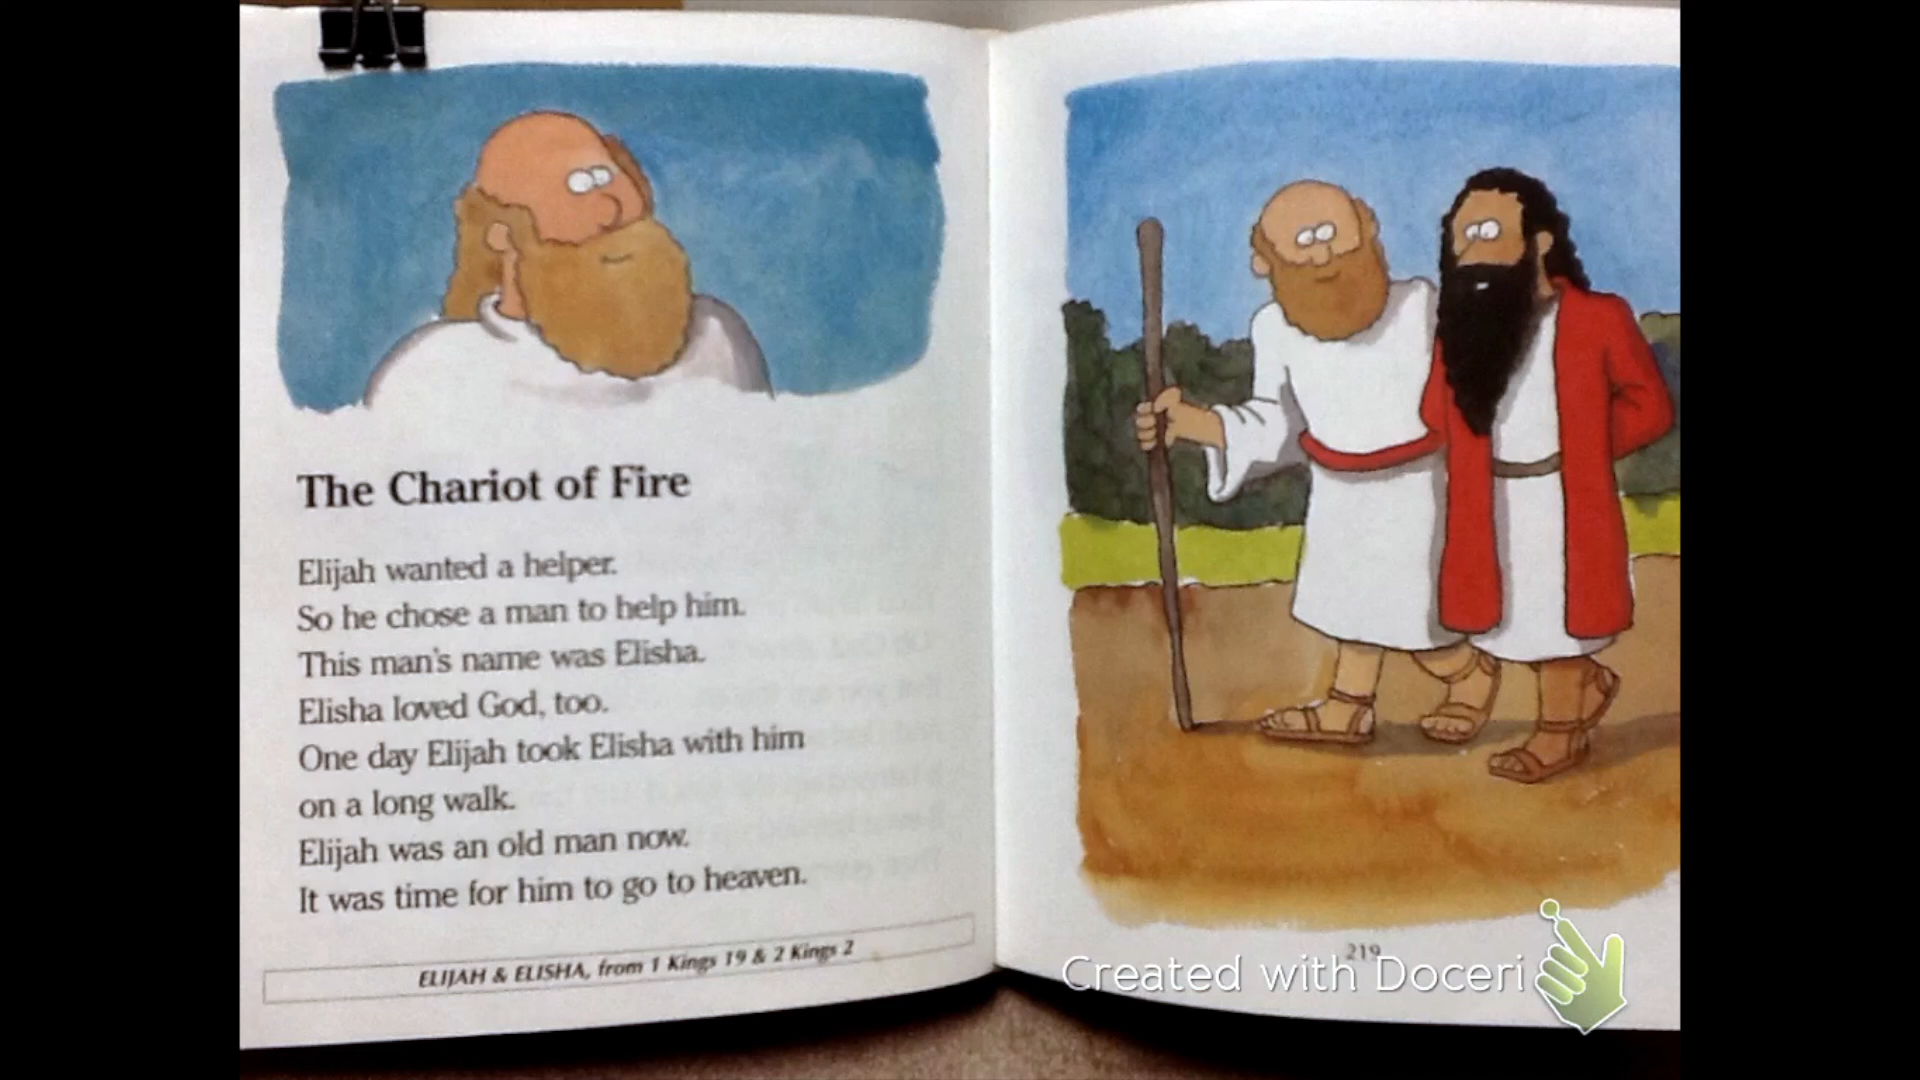 The Chariot of Fire
Elijah wanted a helper.
So he chose a man to help him.
This man's name was Elisha.
Elisha loved God, too.
One day Elijah took Elisha with him
on a long walk.
Elijah was an old man now.
It was time for him to go to heaven.
ELIJAH & ELISHA, from 1 Kings 19 & 2 Kings 2
219
Created with Doceri